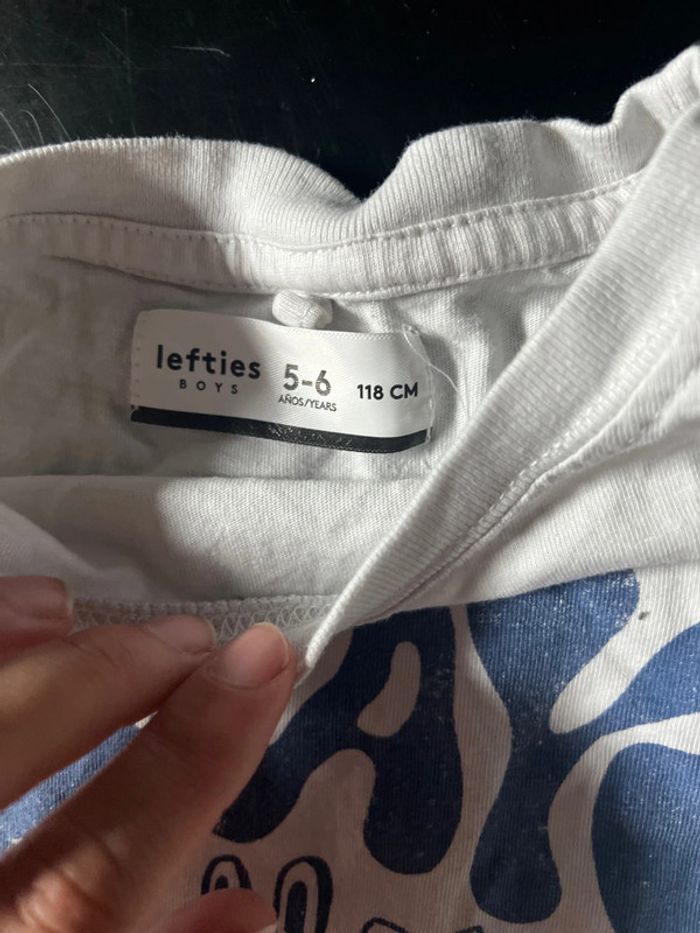 lefties
BOYS
5-6
AÑOS/YEARS
118 CM